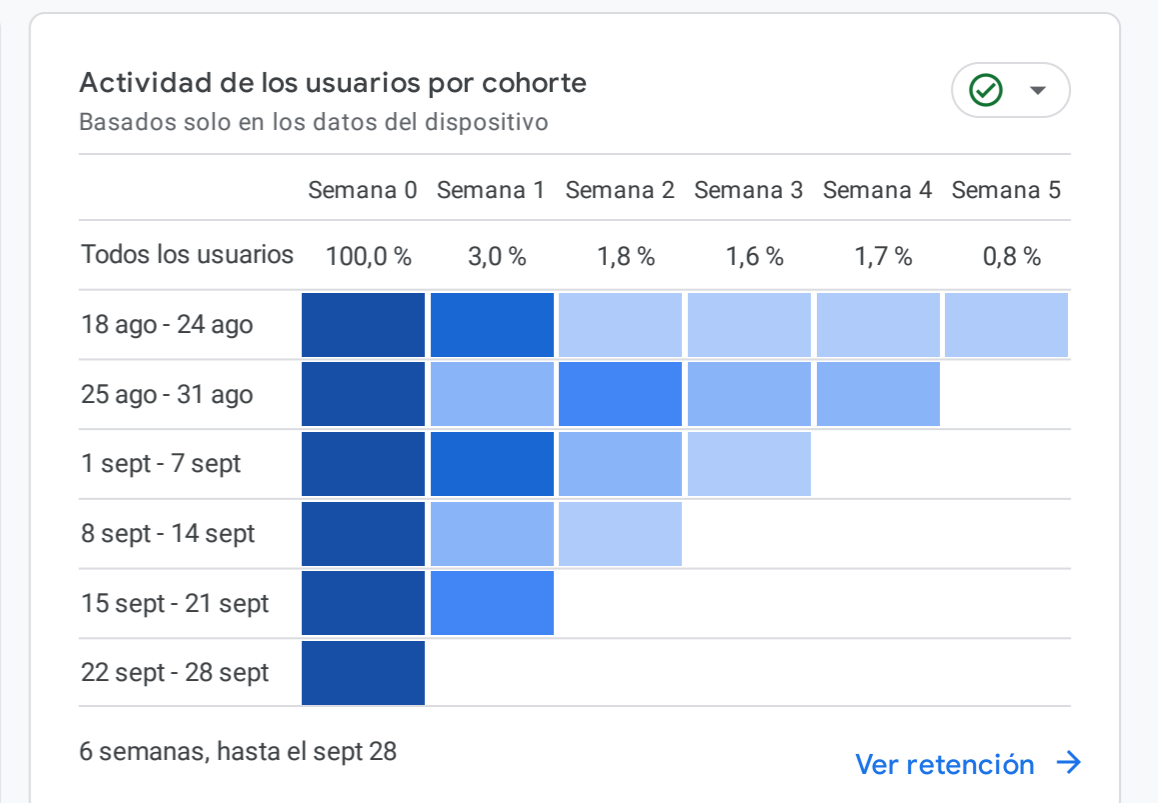 Actividad de los usuarios por cohorte
Basados solo en los datos del dispositivo
Semana 0 Semana 1 Semana 2 Semana 3 Semana 4 Semana 5
Todos los usuarios 100,0 % 3,0 % 1,8 % 1,6 % 1,7 % 0,8 %
18 ago - 24 ago
25 ago - 31 ago
1 sept - 7 sept
8 sept - 14 sept
15 sept - 21 sept
22 sept - 28 sept
6 semanas, hasta el sept 28
Ver retención